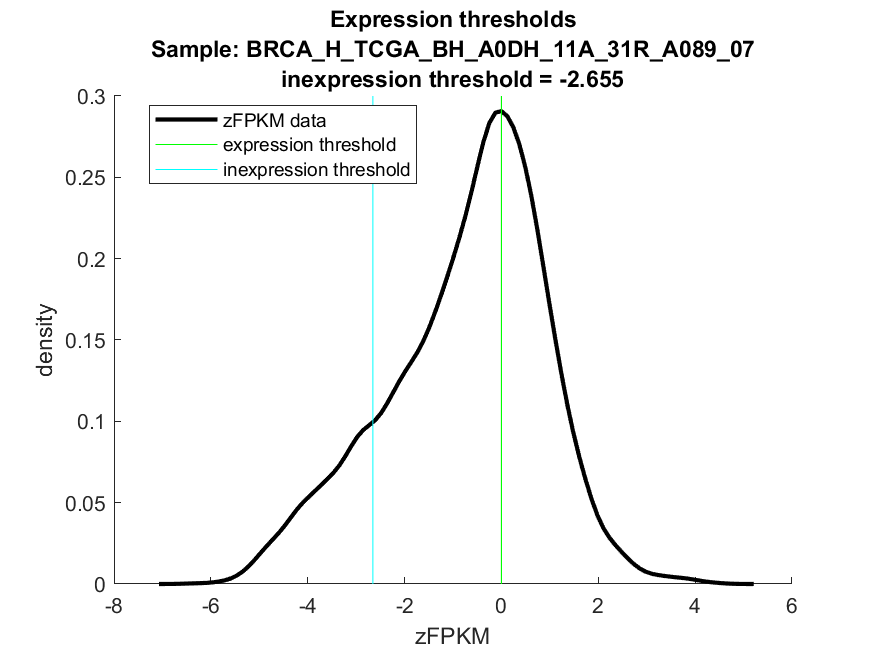 Expression thresholds
Sample: BRCA_H_TCGA_BH_A0DH_11A_31R_A089_07
inexpression threshold = -2.655
zFPKM data
expression threshold
inexpression threshold
0.3
0.25
0.2
0.15
0.1
0.05
0
density
-8 -6 -4 -2 0 2 4 6
zFPKM